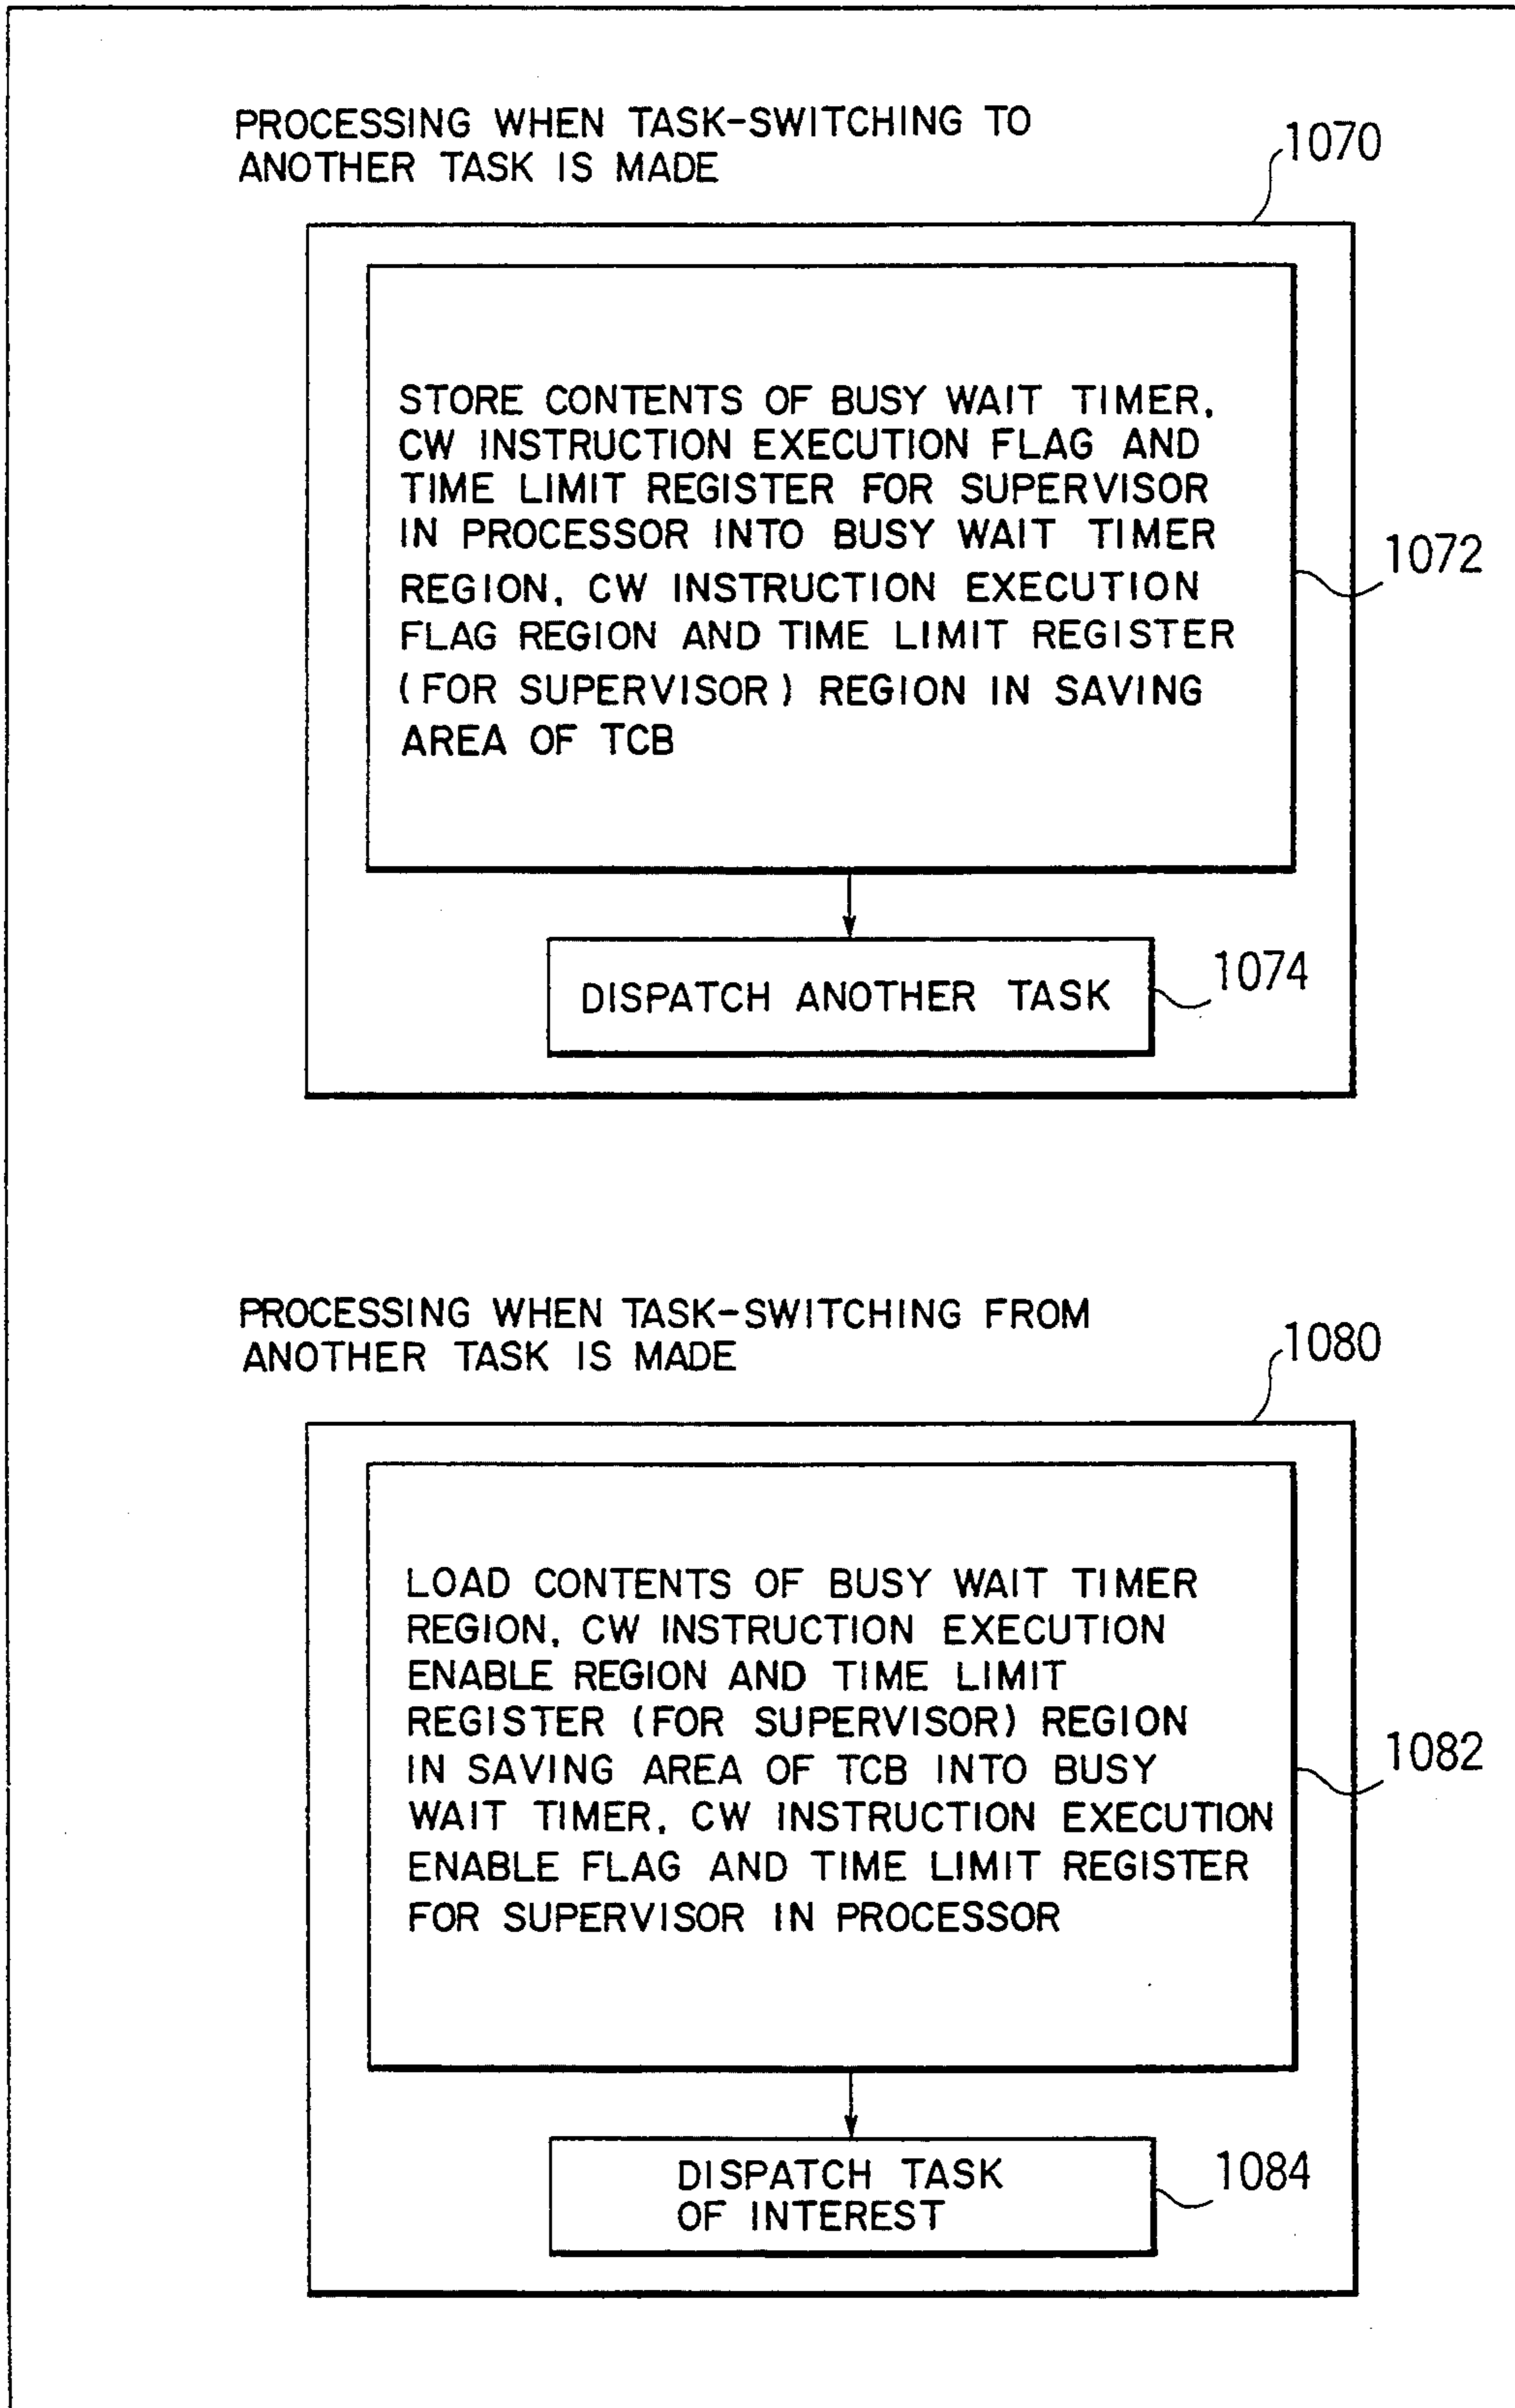 PROCESSING WHEN TASK-SWITCHING TO
ANOTHER TASK IS MADE
1070
STORE CONTENTS OF BUSY WAIT TIMER,
CW INSTRUCTION EXECUTION FLAG AND
TIME LIMIT REGISTER FOR SUPERVISOR
IN PROCESSOR INTO BUSY WAIT TIMER
REGION, CW INSTRUCTION EXECUTION
FLAG REGION AND TIME LIMIT REGISTER
(FOR SUPERVISOR) REGION IN SAVING
AREA OF TCB
1072
DISPATCH ANOTHER TASK
1074
PROCESSING WHEN TASK-SWITCHING FROM
ANOTHER TASK IS MADE
1080
LOAD CONTENTS OF BUSY WAIT TIMER
REGION, CW INSTRUCTION EXECUTION
ENABLE REGION AND TIME LIMIT
REGISTER (FOR SUPERVISOR) REGION
IN SAVING AREA OF TCB INTO BUSY
WAIT TIMER, CW INSTRUCTION EXECUTION
ENABLE FLAG AND TIME LIMIT REGISTER
FOR SUPERVISOR IN PROCESSOR
1082
DISPATCH TASK
OF INTEREST
1084